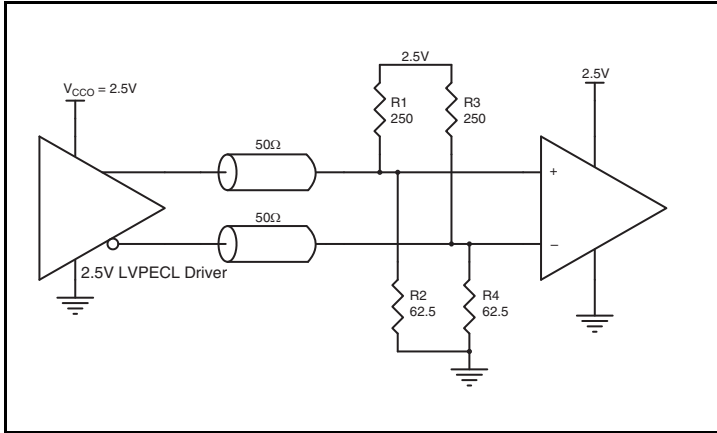 2.5V
V_CCO = 2.5V
2.5V
R1
250
R3
250
50Ω
+
50Ω
–
2.5V LVPECL Driver
R2
62.5
R4
62.5